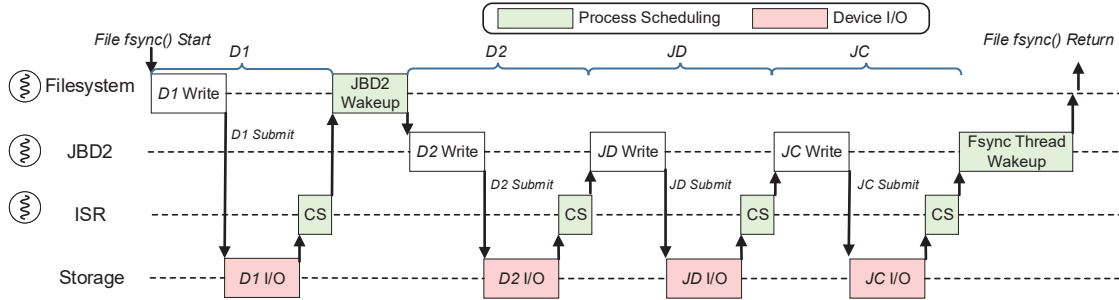 Process Scheduling
Device I/O
File fsync() Start
D1
D2
JD
JC
File fsync() Return
Filesystem
D1 Write
JBD2
Wakeup
D1 Submit
JBD2
D2 Write
JD Write
JC Write
Fsync Thread
Wakeup
D2 Submit
JD Submit
JC Submit
ISR
CS
CS
CS
CS
Storage
D1 I/O
D2 I/O
JD I/O
JC I/O